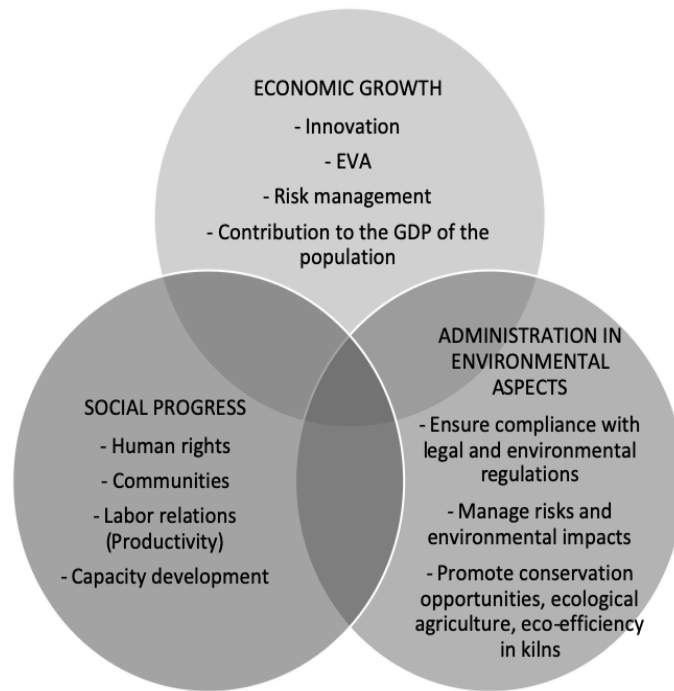 ECONOMIC GROWTH
- Innovation
- EVA
- Risk management
- Contribution to the GDP of the
population
SOCIAL PROGRESS
- Human rights
- Communities
- Labor relations
(Productivity)
- Capacity development
ADMINISTRATION IN
ENVIRONMENTAL
ASPECTS
- Ensure compliance with
legal and environmental
regulations
- Manage risks and
environmental impacts
- Promote conservation
opportunities, ecological
agriculture, eco-efficiency
in kilns